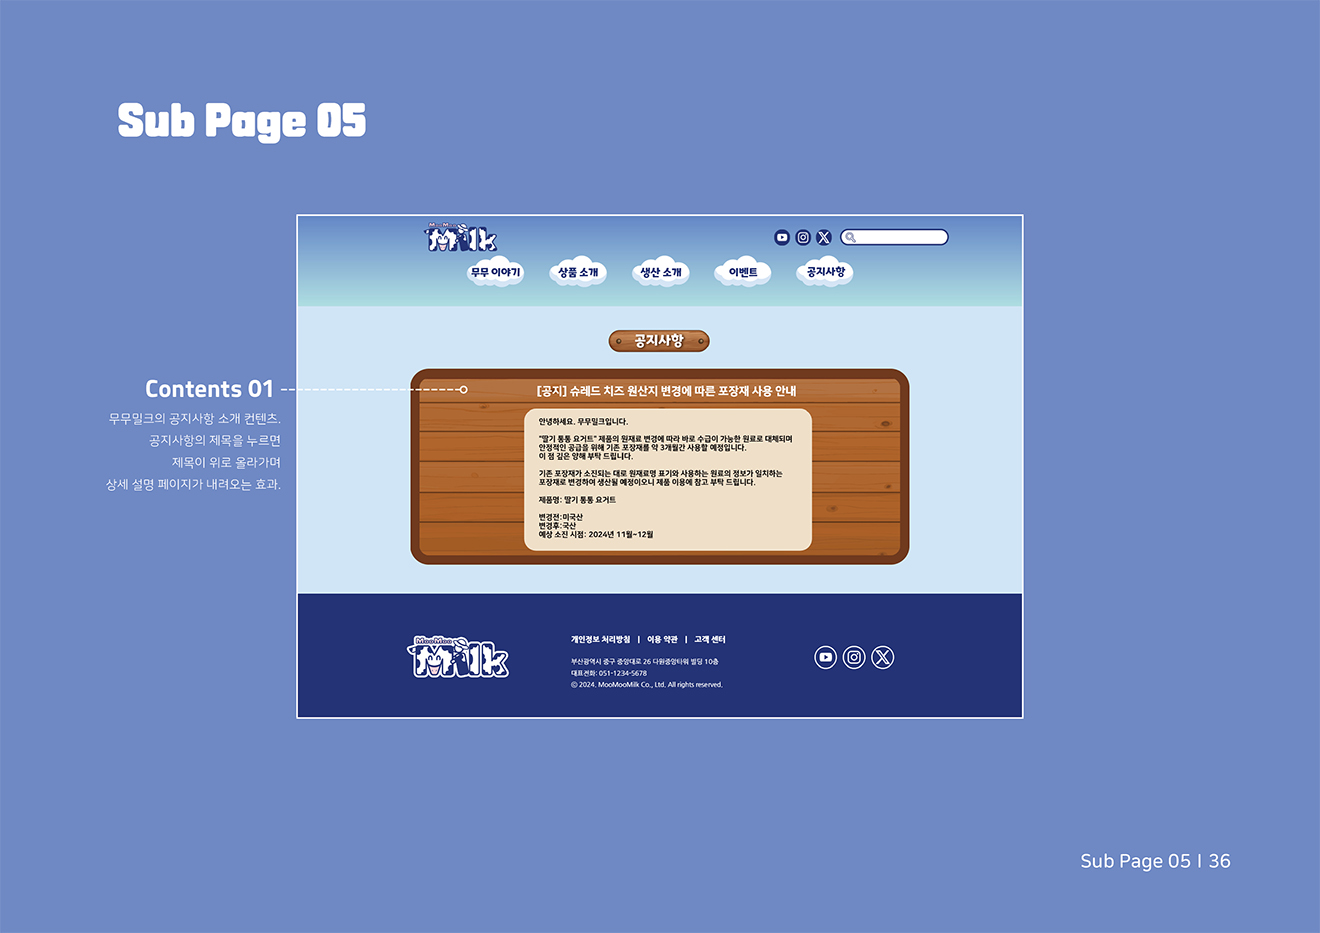 Sub Page 05
MooMoo
Milk
무무 이야기
상품 소개
생산 소개
이벤트
공지사항
공지사항
Contents 01
무무밀크의 공지사항 소개 컨텐츠.
공지사항의 제목을 누르면
제목이 위로 올라가며
상세 설명 페이지가 내려오는 효과.
[공지] 슈레드 치즈 원산지 변경에 따른 포장재 사용 안내
안녕하세요. 무무밀크입니다.
"딸기 통통 요거트" 제품의 원재료 변경에 따라 바로 수급이 가능한 원료로 대체되며
안정적인 공급을 위해 기존 포장재를 약 3개월간 사용할 예정입니다.
이 점 깊은 양해 부탁 드립니다.
기존 포장재가 소진되는 대로 원재료명 표기와 사용하는 원료의 정보가 일치하는
포장재로 변경하여 생산될 예정이오니 제품 이용에 참고 부탁 드립니다.
제품명: 딸기 통통 요거트
변경전:미국산
변경후:국산
예상 소진 시점: 2024년 11월~12월
MooMoo
Milk
개인정보 처리방침 | 이용 약관 | 고객 센터
부산광역시 중구 중앙대로 26 다원중앙타워 빌딩 10층
대표전화: 051-1234-5678
ⓒ 2024. MooMooMilk Co., Ltd. All rights reserved.
Sub Page 05 | 36